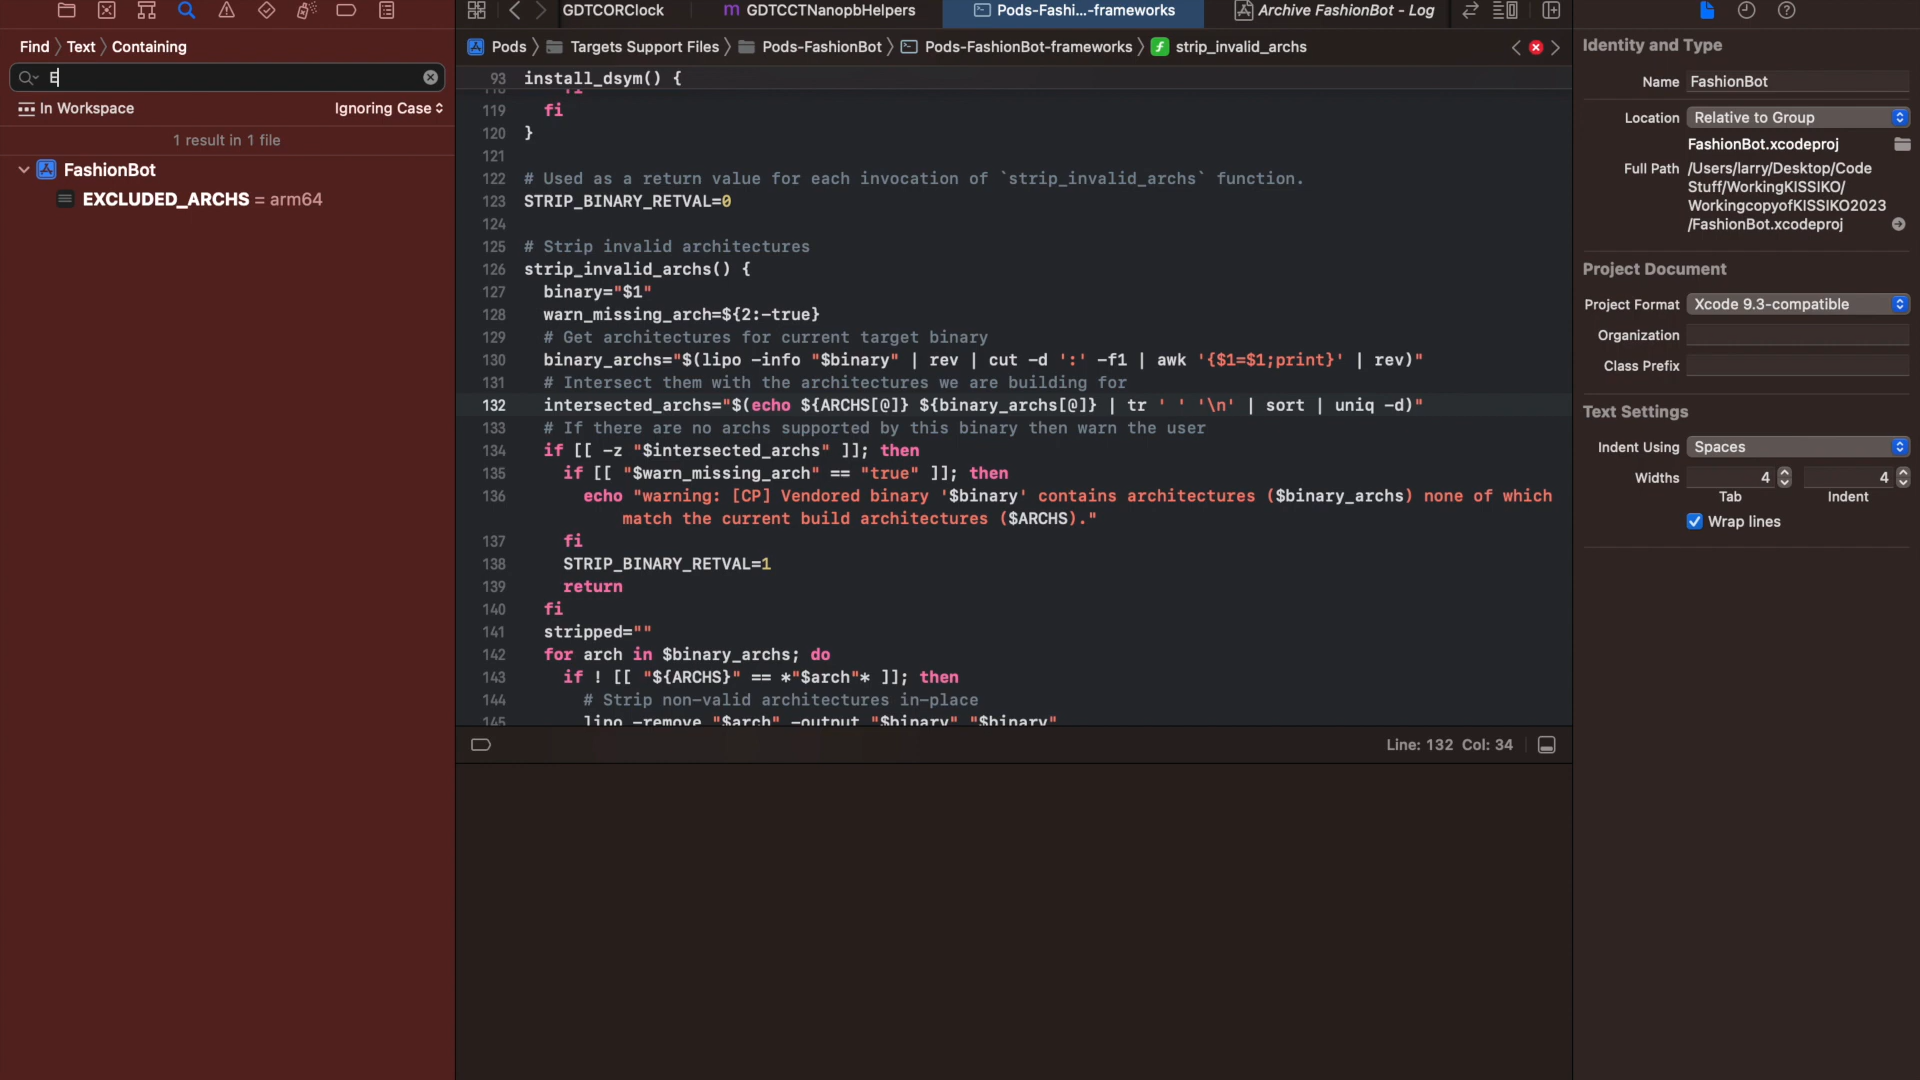 GDTCORClock
GDTCCTNanopbHelpers
Pods-Fashi...-frameworks
Archive FashionBot - Log
Find Text Containing
E
In Workspace
Ignoring Case
1 result in 1 file
FashionBot
EXCLUDED_ARCHS = arm64
Pods Targets Support Files Pods-FashionBot Pods-FashionBot-frameworks strip_invalid_archs
93 install_dsym() {
119 fi
120 }
121
122 # Used as a return value for each invocation of `strip_invalid_archs` function.
123 STRIP_BINARY_RETVAL=0
124
125 # Strip invalid architectures
126 strip_invalid_archs() {
127 binary="$1"
128 warn_missing_arch=${2:-true}
129 # Get architectures for current target binary
130 binary_archs="$(lipo -info "$binary" | rev | cut -d ':' -f1 | awk '{$1=$1;print}' | rev)"
131 # Intersect them with the architectures we are building for
132 intersected_archs="$(echo ${ARCHS[@]} ${binary_archs[@]} | tr ' ' '\n' | sort | uniq -d)"
133 # If there are no archs supported by this binary then warn the user
134 if [[ -z "$intersected_archs" ]]; then
135 if [[ "$warn_missing_arch" == "true" ]]; then
136 echo "warning: [CP] Vendored binary '$binary' contains architectures ($binary_archs) none of which
match the current build architectures ($ARCHS)."
137 fi
138 STRIP_BINARY_RETVAL=1
139 return
140 fi
141 stripped=""
142 for arch in $binary_archs; do
143 if ! [[ "${ARCHS}" == *"$arch"* ]]; then
144 # Strip non-valid architectures in-place
145 lipo -remove "$arch" -output "$binary" "$binary"
Line: 132 Col: 34
Identity and Type
Name FashionBot
Location Relative to Group
FashionBot.xcodeproj
Full Path /Users/larry/Desktop/Code
Stuff/WorkingKISSIKO/
WorkingcopyofKISSIKO2023
/FashionBot.xcodeproj
Project Document
Project Format Xcode 9.3-compatible
Organization
Class Prefix
Text Settings
Indent Using Spaces
Widths 4 4
Tab Indent
Wrap lines